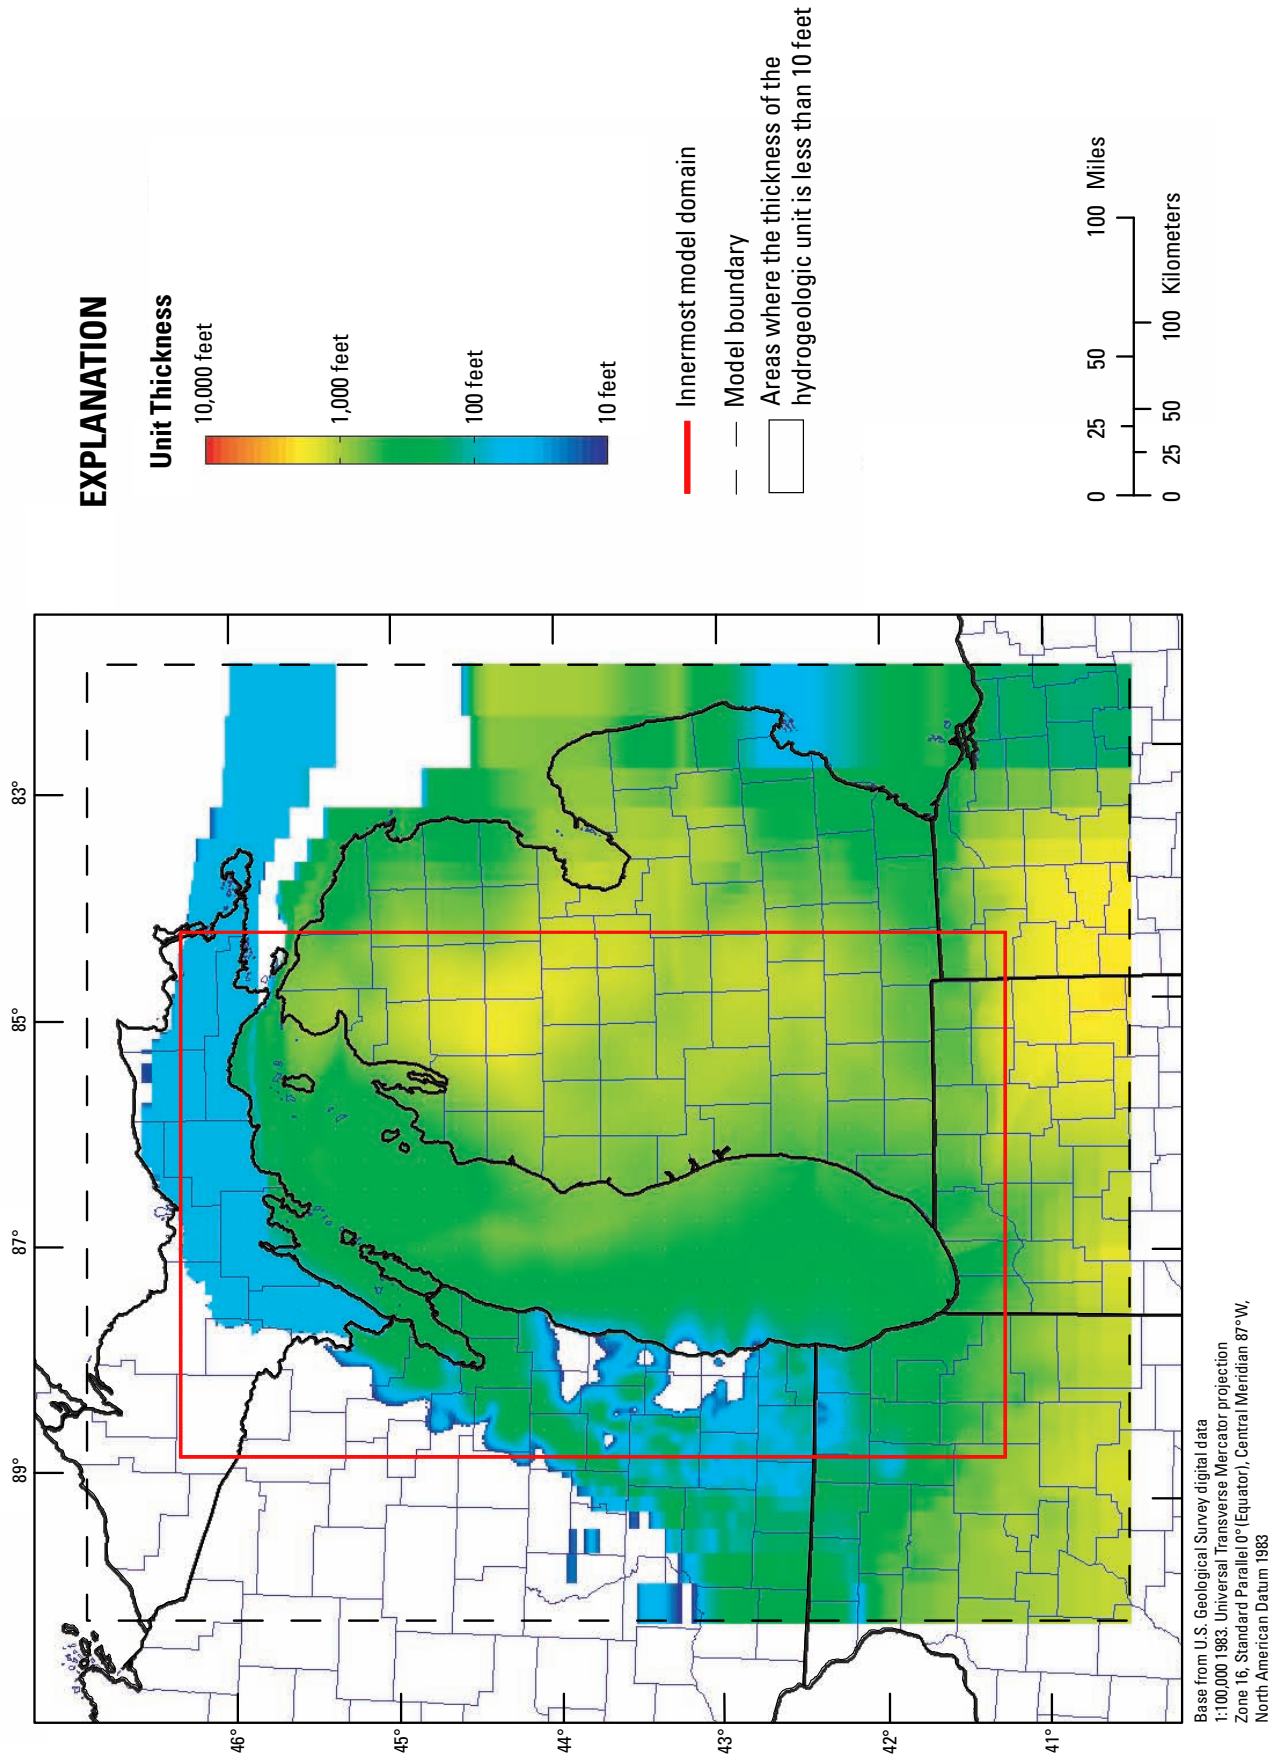 EXPLANATION
Unit Thickness
10,000 feet
1,000 feet
100 feet
10 feet
Innermost model domain
Model boundary
Areas where the thickness of the
hydrogeologic unit is less than 10 feet
0 25 50 100 Miles
0 25 50 100 Kilometers
89° 87° 85° 83°
46°
45°
44°
43°
42°
41°
Base from U.S. Geological Survey digital data
1:100,000 1983. Universal Transverse Mercator projection
Zone 16, Standard Parallel 0° (Equator), Central Meridian 87° W,
North American Datum 1983